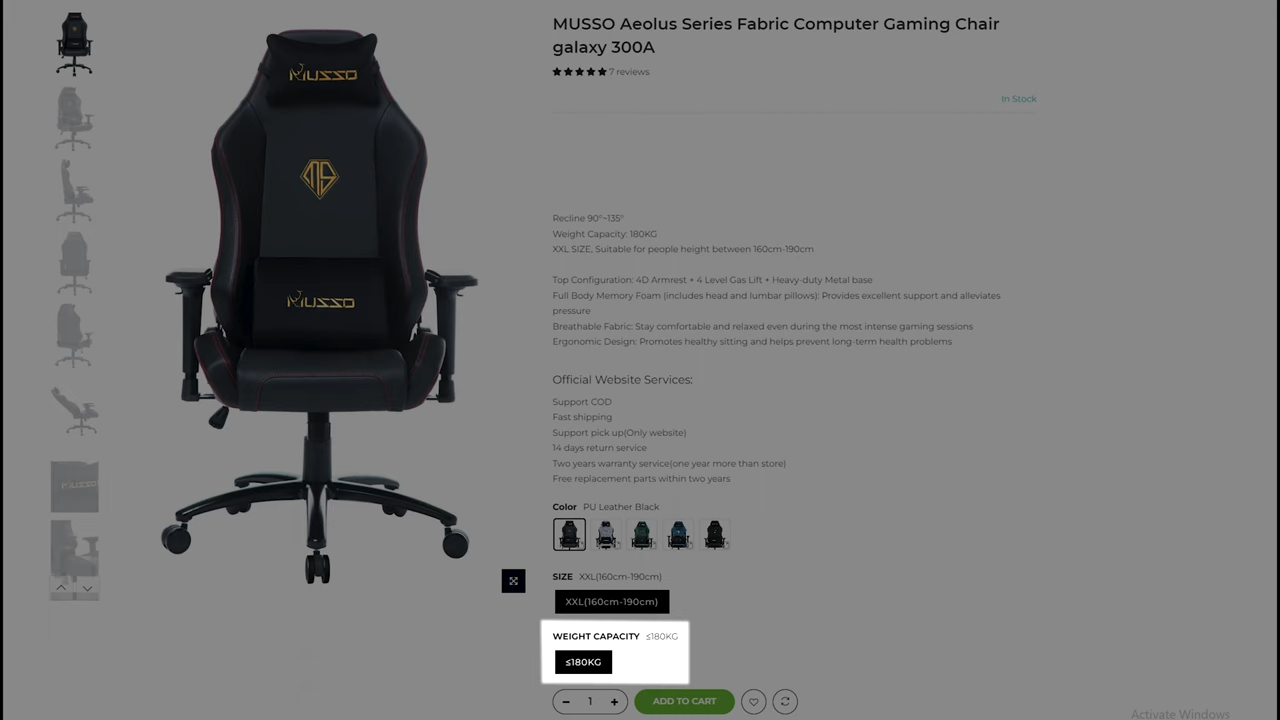 MUSSO Aeolus Series Fabric Computer Gaming Chair
galaxy 300A
7 reviews
In Stock
MUSSO
MS
MUSSO
Recline 90°~135°
Weight Capacity: 180KG
XXL SIZE, Suitable for people height between 160cm-190cm
Top Configuration: 4D Armrest + 4 Level Gas Lift + Heavy-duty Metal base
Full Body Memory Foam (includes head and lumbar pillows): Provides excellent support and alleviates
pressure
Breathable Fabric: Stay comfortable and relaxed even during the most intense gaming sessions
Ergonomic Design: Promotes healthy sitting and helps prevent long-term health problems
Official Website Services:
Support COD
Fast shipping
Support pick up(Only website)
14 days return service
Two years warranty service(one year more than store)
Free replacement parts within two years
Color PU Leather Black
MUSSO
SIZE XXL(160cm-190cm)
XXL(160cm-190cm)
WEIGHT CAPACITY ≤180KG
≤180KG
1
ADD TO CART
Activate Windows